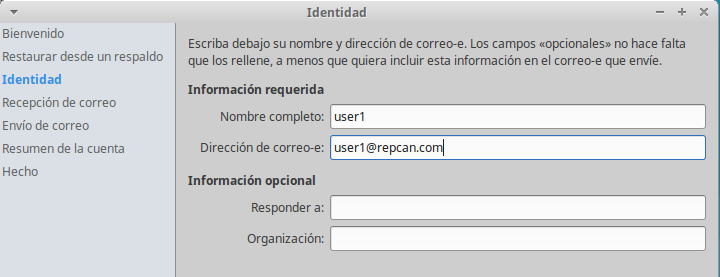 Identidad
Bienvenido
Restaurar desde un respaldo
Identidad
Recepción de correo
Envío de correo
Resumen de la cuenta
Hecho
Escriba debajo su nombre y dirección de correo-e. Los campos «opcionales» no hace falta
que los rellene, a menos que quiera incluir esta información en el correo-e que envíe.
Información requerida
Nombre completo: user1
Dirección de correo-e: user1@repcan.com
Información opcional
Responder a:
Organización: